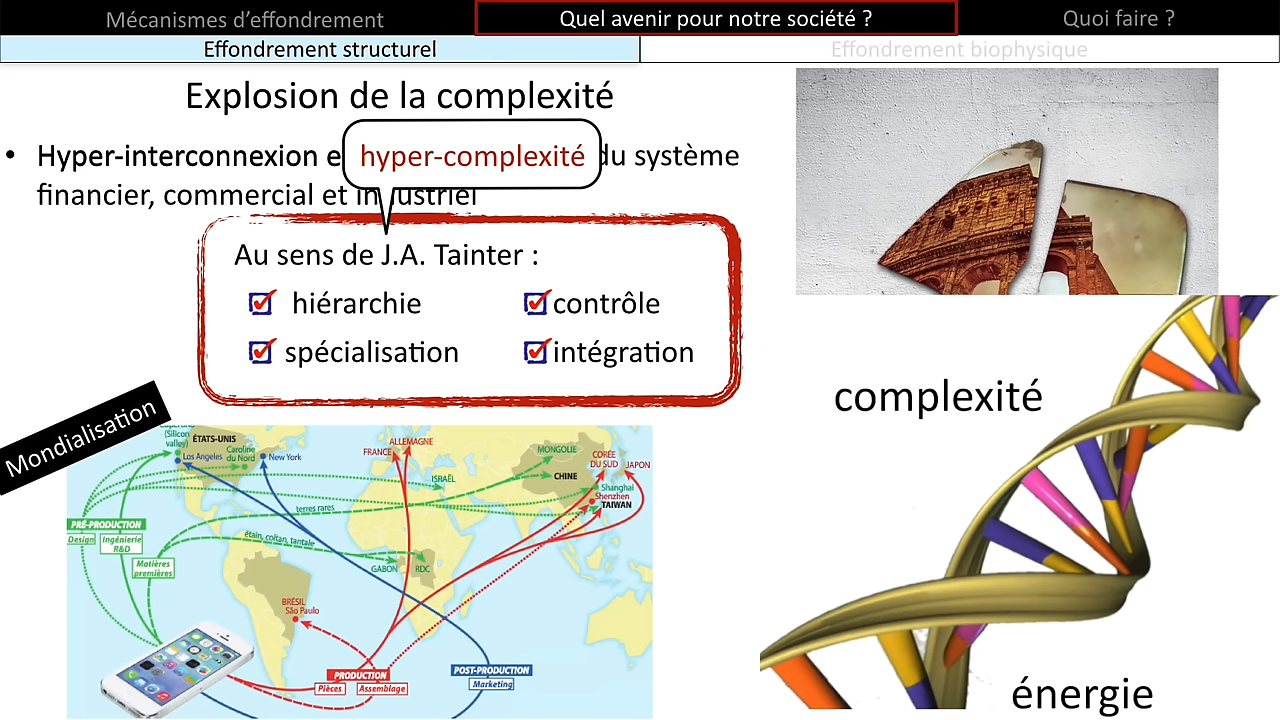 Mécanismes d'effondrement
Quel avenir pour notre société ?
Quoi faire ?
Effondrement structurel
Effondrement biophysique
Explosion de la complexité
• Hyper-interconnexion
hyper-complexité
du système
financier, commercial et industriel
Au sens de J.A. Tainter :
hiérarchie
contrôle
spécialisation
intégration
Mondialisation
(Silicon
valley)
ÉTATS-UNIS
Los Angeles
Caroline
du Nord
New York
ALLEMAGNE
FRANCE
ISRAËL
MONGOLIE
CHINE
CORÉE
DU SUD
JAPON
Shanghai
Shenzhen
TAIWAN
terres rares
étain, coltan, tantale
PRÉ-PRODUCTION
Design
Ingénierie
R&D
Matières
premières
GABON
RDC
BRÉSIL
São Paulo
PRODUCTION
Pièces
Assemblage
POST-PRODUCTION
Marketing
complexité
énergie